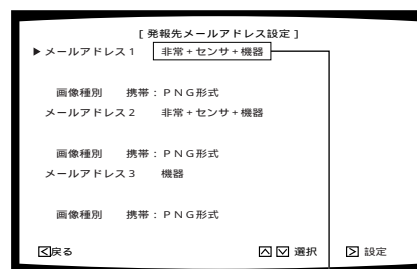 [発報先メールアドレス設定]
▶メールアドレス1 非常+センサ+機器
画像種別 携帯:PNG形式
メールアドレス2 非常+センサ+機器
画像種別 携帯:PNG形式
メールアドレス3 機器
画像種別 携帯:PNG形式
戻る 選択 設定